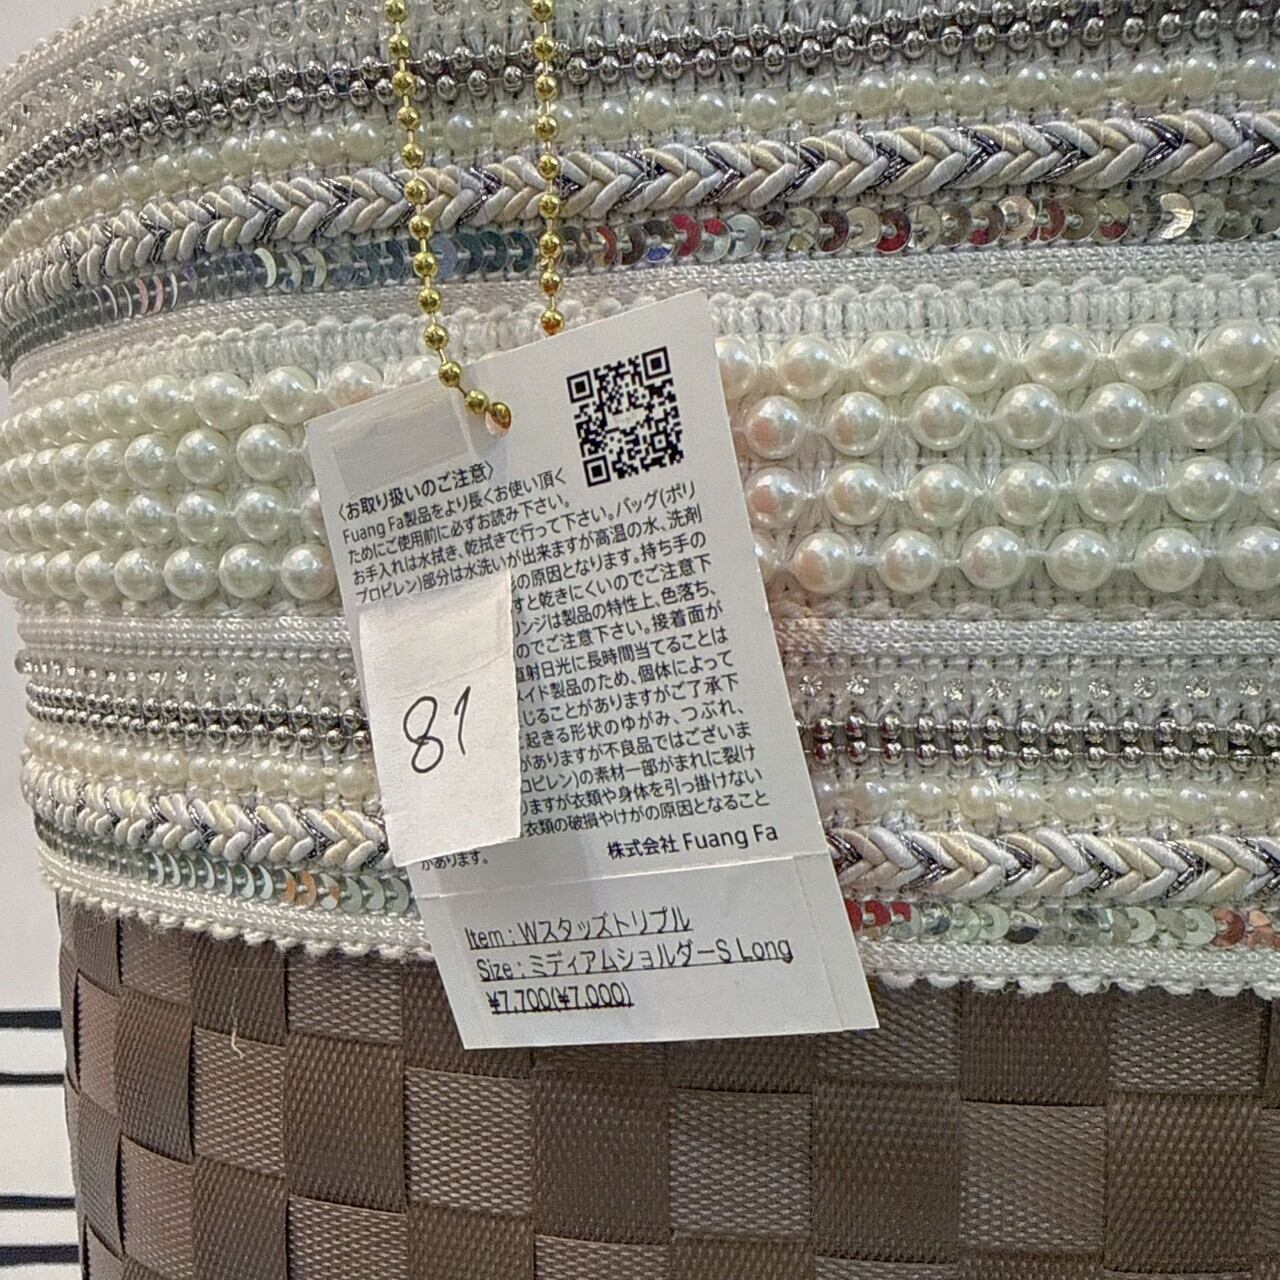 〈お取り扱いのご注意〉
Fuang Fa製品をより長くお使い頂く
ためにご使用前に必ずお読み下さい。
お手入れは水拭き、乾拭きで行って下さい。バッグ(ポリ
プロピレン)部分は水洗いが出来ますが高温の水、洗剤
の原因となります。持ち手の
すと乾きにくいのでご注意下
リンジは製品の特性上、色落ち、
のでご注意下さい。接着面が
直射日光に長時間当てることは
メイド製品のため、個体によって
じることがありますがご了承下
起きる形状のゆがみ、つぶれ、
がありますが不良品ではございま
ロピレン)の素材一部がまれに裂け
りますが衣類や身体を引っ掛けない
衣類の破損やけがの原因となること
があります。
株式会社 Fuang Fa
81
Item : Wスタッズトリプル
Size : ミディアムショルダーS Long
¥7,700(¥7,000)